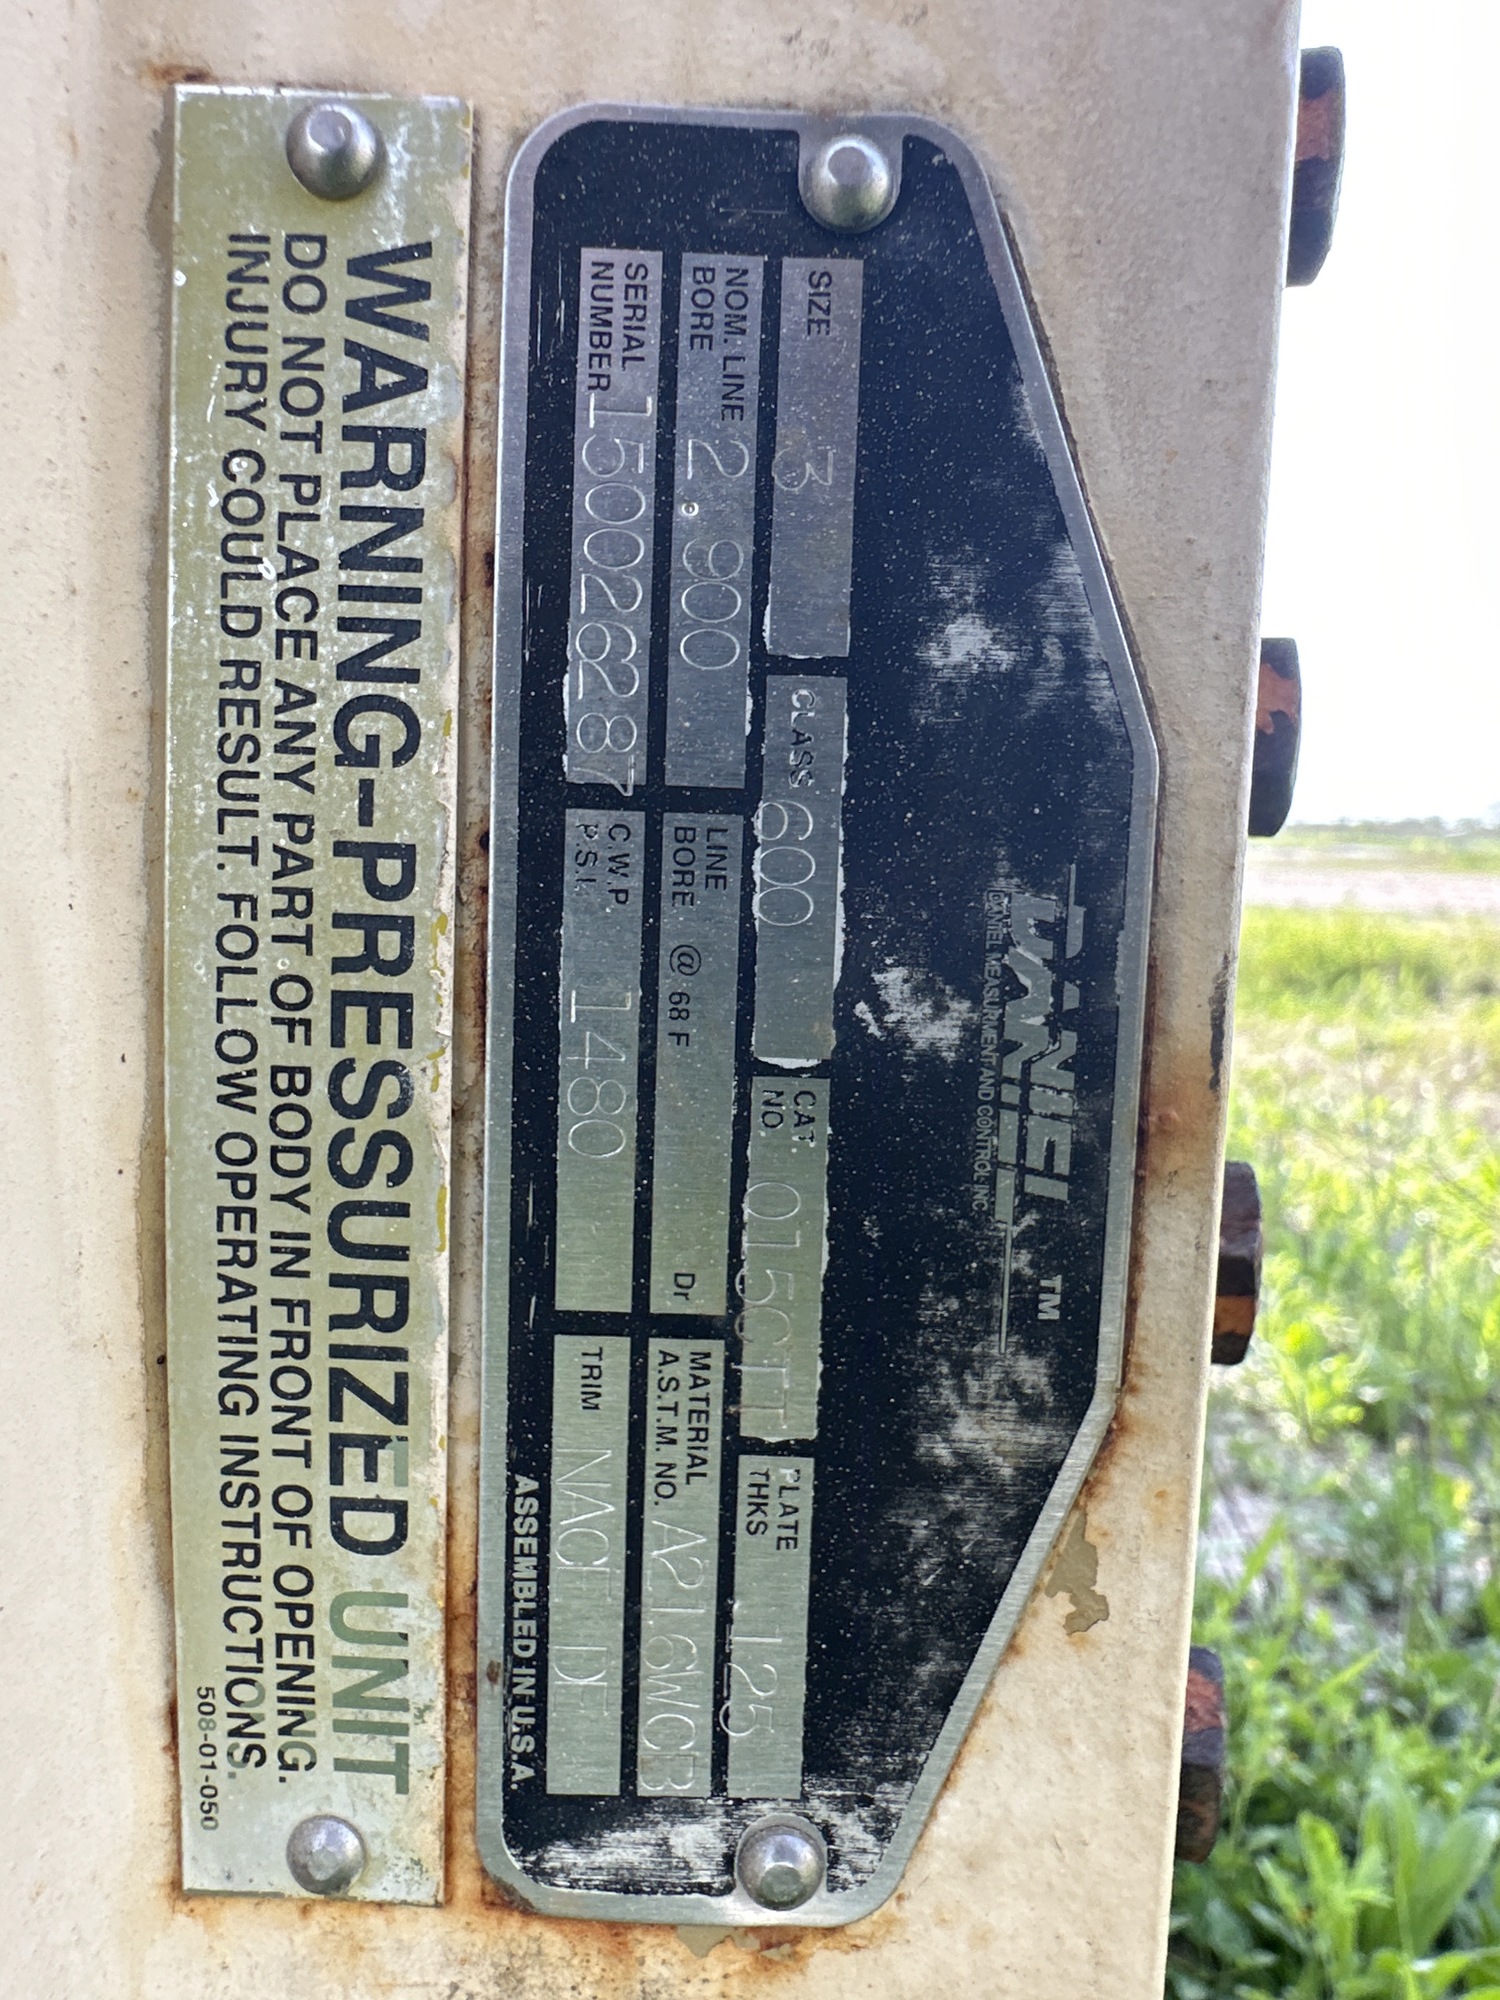 DANIEL™
DANIEL MEASUREMENT AND CONTROL, INC.
SIZE 3 CLASS 600 CAT. NO. 015CTT PLATE THKS .125
NOM. LINE BORE 2.900 LINE BORE @ 68 F Dr MATERIAL A.S.T.M. NO. A216WCB
SERIAL NUMBER 150026287 C.W.P. P.S.I. 1480 TRIM NACE DF
ASSEMBLED IN U.S.A.
WARNING-PRESSURIZED UNIT
DO NOT PLACE ANY PART OF BODY IN FRONT OF OPENING.
INJURY COULD RESULT. FOLLOW OPERATING INSTRUCTIONS.
508-01-050